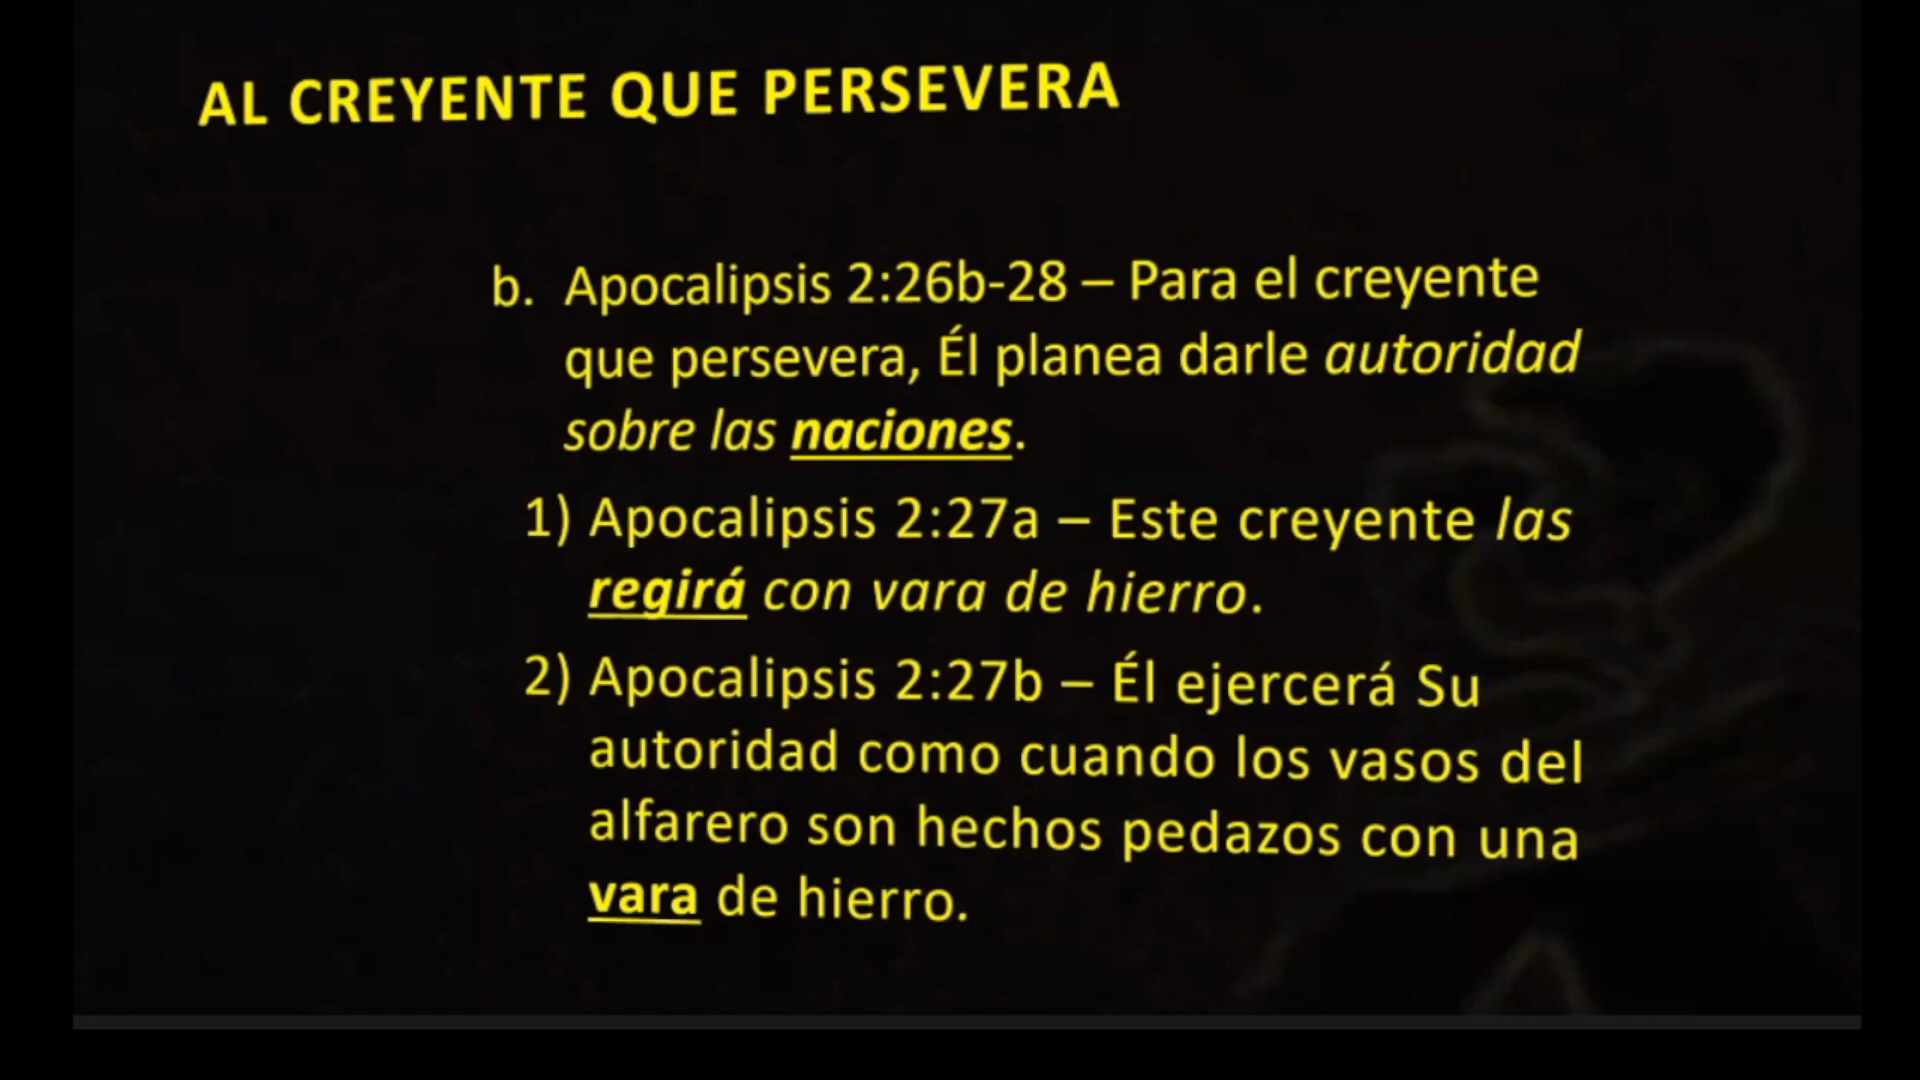 AL CREYENTE QUE PERSEVERA
b. Apocalipsis 2:26b-28 – Para el creyente
que persevera, Él planea darle autoridad
sobre las naciones.
1) Apocalipsis 2:27a – Este creyente las
regirá con vara de hierro.
2) Apocalipsis 2:27b – Él ejercerá Su
autoridad como cuando los vasos del
alfarero son hechos pedazos con una
vara de hierro.